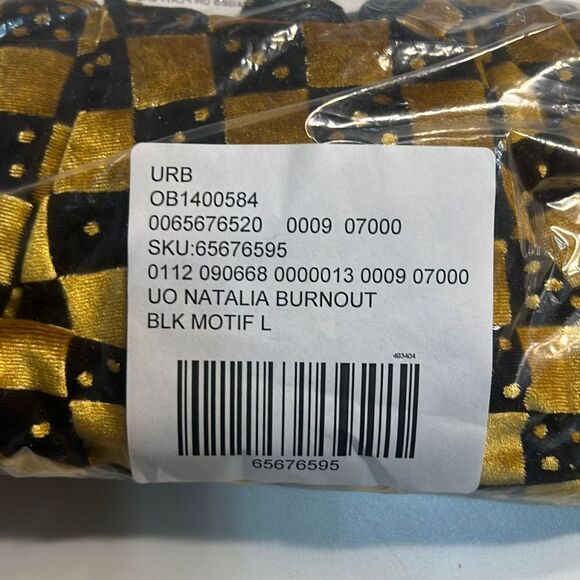 URB
OB1400584
0065676520 0009 07000
SKU:65676595
0112 090668 0000013 0009 07000
UO NATALIA BURNOUT
BLK MOTIF L
493404
65676595